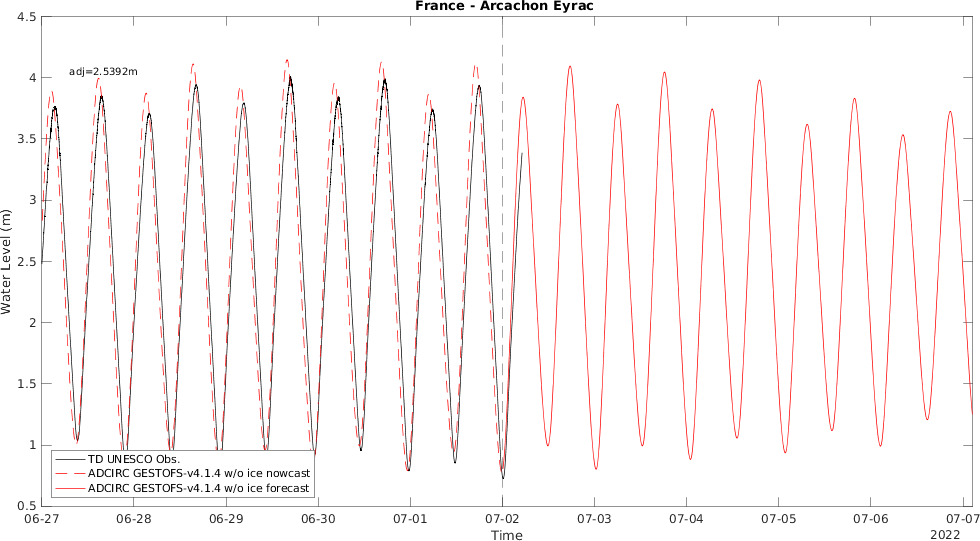 France - Arcachon Eyrac
adj=2.5392m
4.5
4
3.5
3
2.5
2
1.5
1
0.5
Water Level (m)
TD UNESCO Obs.
ADCIRC GESTOFS-v4.1.4 w/o ice nowcast
ADCIRC GESTOFS-v4.1.4 w/o ice forecast
06-27 06-28 06-29 06-30 07-01 07-02 07-03 07-04 07-05 07-06 07-07
Time
2022